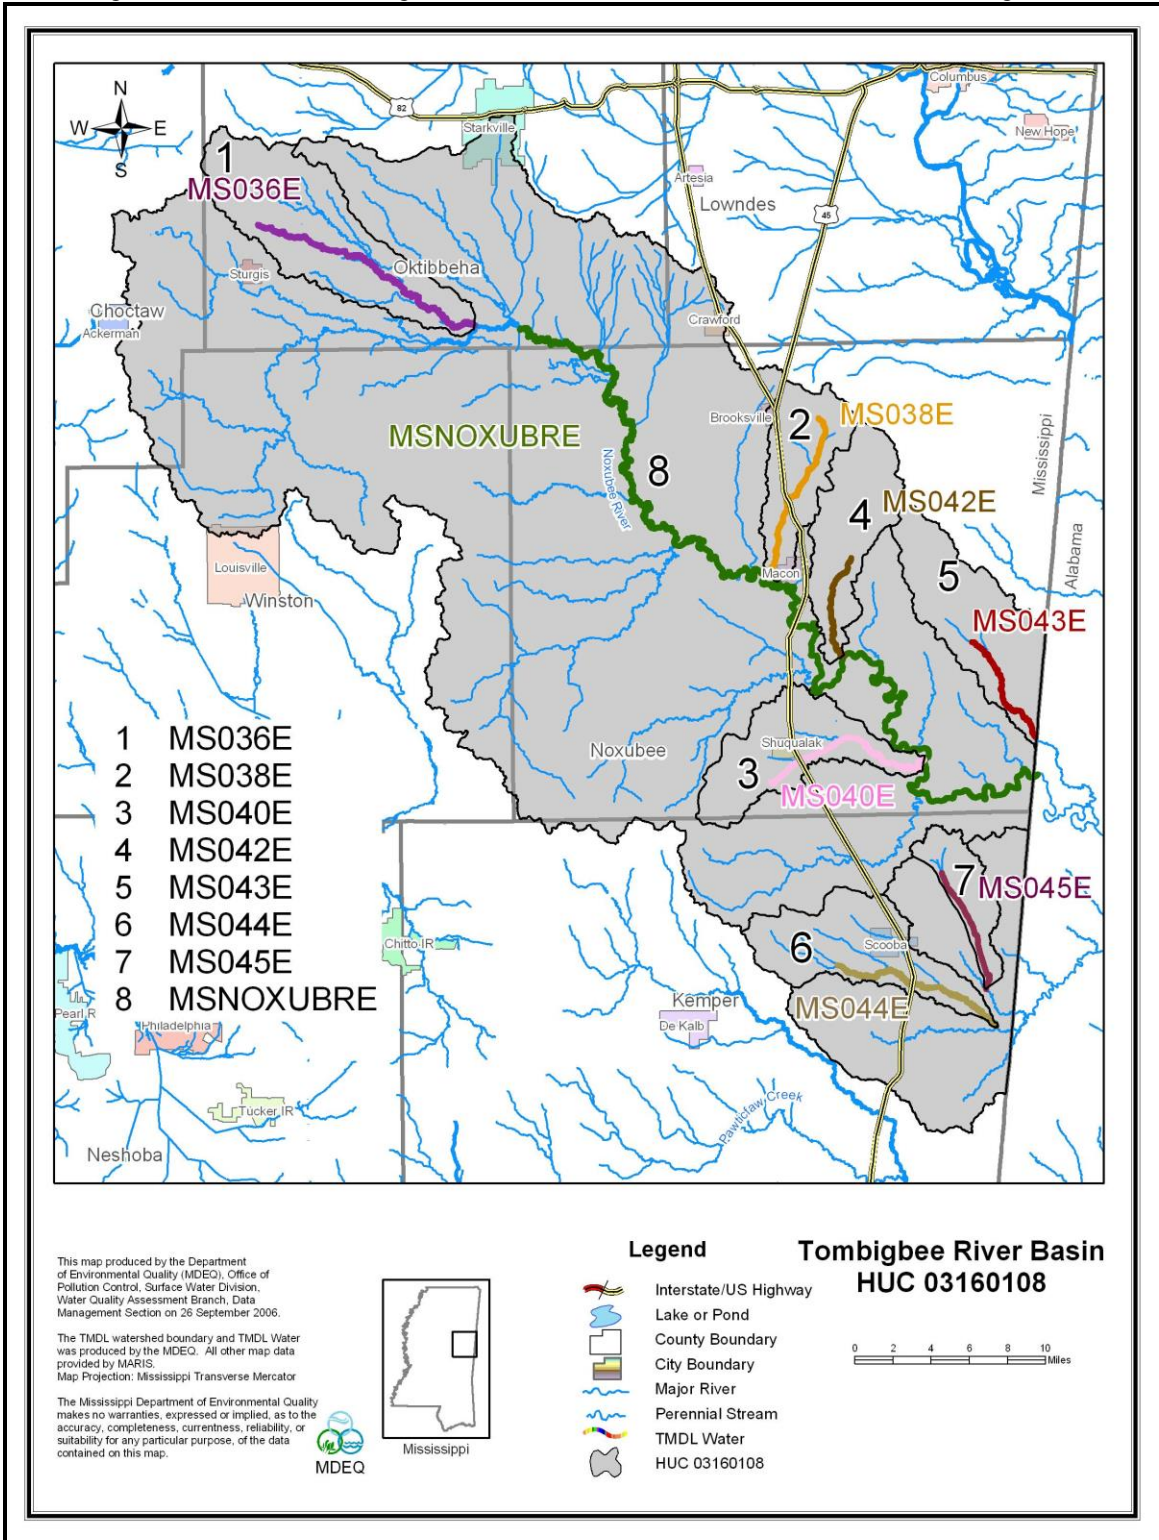 N
W E
S
82
Starkville
Columbus
New Hope
Artesia
Lowndes
45
1
MS036E
Sturgis
Oktibbeha
Choctaw
Ackerman
Crawford
Brooksville
2
MS038E
MSNOXUBRE
Noxubee River
8
4
MS042E
Mississippi
Alabama
5
Louisville
Winston
Macon
MS043E
Noxubee
Shuqualak
3
MS040E
1 MS036E
2 MS038E
3 MS040E
4 MS042E
5 MS043E
6 MS044E
7 MS045E
8 MSNOXUBRE
7
MS045E
Chitto IR
6
Scooba
MS044E
Kemper
De Kalb
Pearl R
Philadelphia
Tucker IR
Pawticfaw Creek
Neshoba
This map produced by the Department
of Environmental Quality (MDEQ), Office of
Pollution Control, Surface Water Division,
Water Quality Assessment Branch, Data
Management Section on 26 September 2006.
The TMDL watershed boundary and TMDL Water
was produced by the MDEQ. All other map data
provided by MARIS.
Map Projection: Mississippi Transverse Mercator
The Mississippi Department of Environmental Quality
makes no warranties, expressed or implied, as to the
accuracy, completeness, currentness, reliability, or
suitability for any particular purpose, of the data
contained on this map.
MDEQ
Mississippi
Legend
Interstate/US Highway
Lake or Pond
County Boundary
City Boundary
Major River
Perennial Stream
TMDL Water
HUC 03160108
Tombigbee River Basin
HUC 03160108
0 2 4 6 8 10
Miles